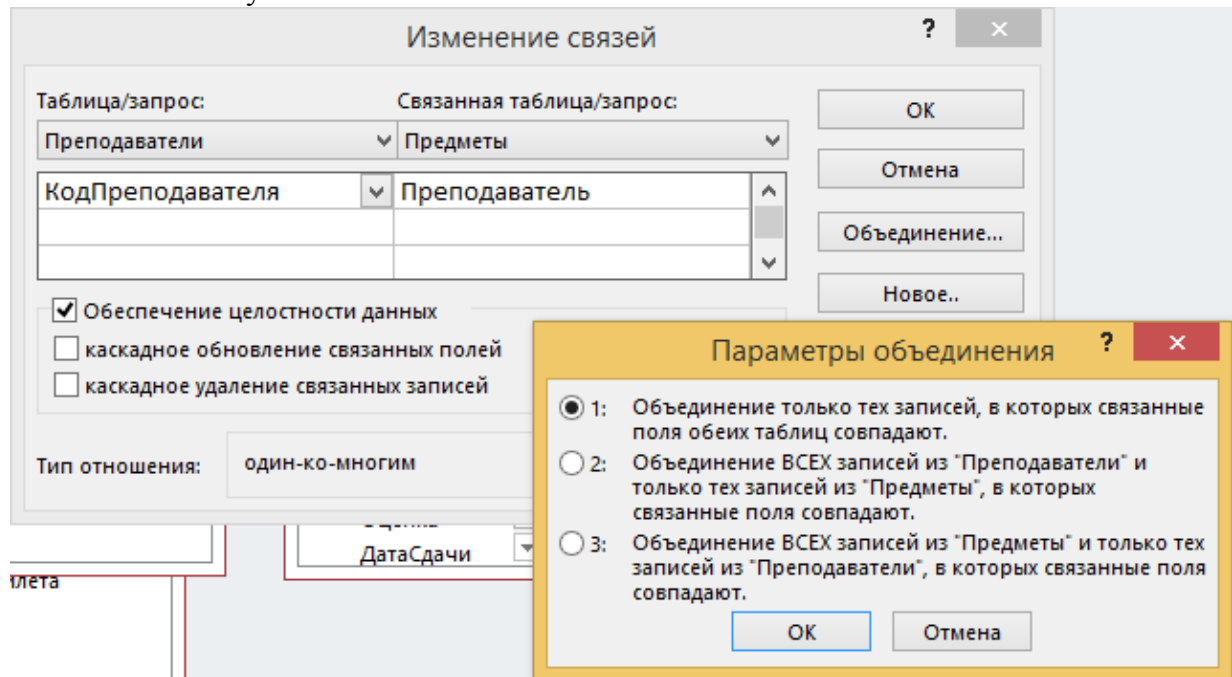 Изменение связей
?
Таблица/запрос: Связанная таблица/запрос:
Преподаватели Предметы
КодПреподавателя Преподаватель
ОК
Отмена
Объединение...
Новое..
Обеспечение целостности данных
каскадное обновление связанных полей
каскадное удаление связанных записей
Тип отношения: один-ко-многим
Параметры объединения
?
1: Объединение только тех записей, в которых связанные
поля обеих таблиц совпадают.
2: Объединение ВСЕХ записей из "Преподаватели" и
только тех записей из "Предметы", в которых
связанные поля совпадают.
3: Объединение ВСЕХ записей из "Предметы" и только тех
записей из "Преподаватели", в которых связанные поля
совпадают.
ОК Отмена
ДатаСдачи